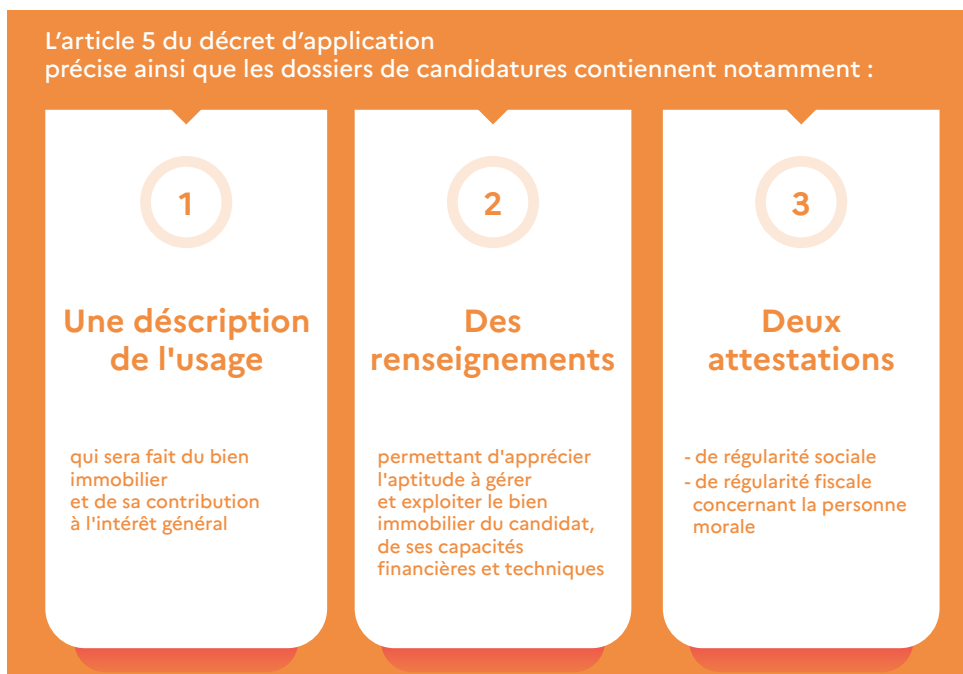 L’article 5 du décret d’application
précise ainsi que les dossiers de candidatures contiennent notamment :
1
Une déscription
de l'usage
qui sera fait du bien
immobilier
et de sa contribution
à l'intérêt général
2
Des
renseignements
permettant d'apprécier
l'aptitude à gérer
et exploiter le bien
immobilier du candidat,
de ses capacités
financières et techniques
3
Deux
attestations
- de régularité sociale
- de régularité fiscale
concernant la personne
morale